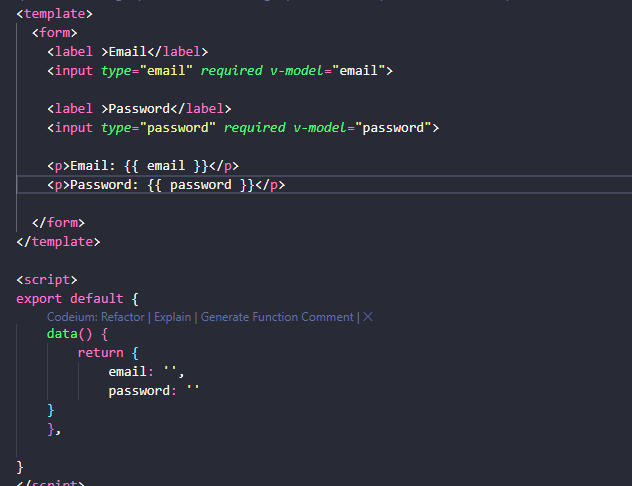 <template>
<form>
<label >Email</label>
<input type="email" required v-model="email">
<label >Password</label>
<input type="password" required v-model="password">
<p>Email: {{ email }}</p>
<p>Password: {{ password }}</p>
</form>
</template>
<script>
export default {
Codeium: Refactor | Explain | Generate Function Comment | ✕
data() {
return {
email: '',
password: ''
}
},
}
</script>